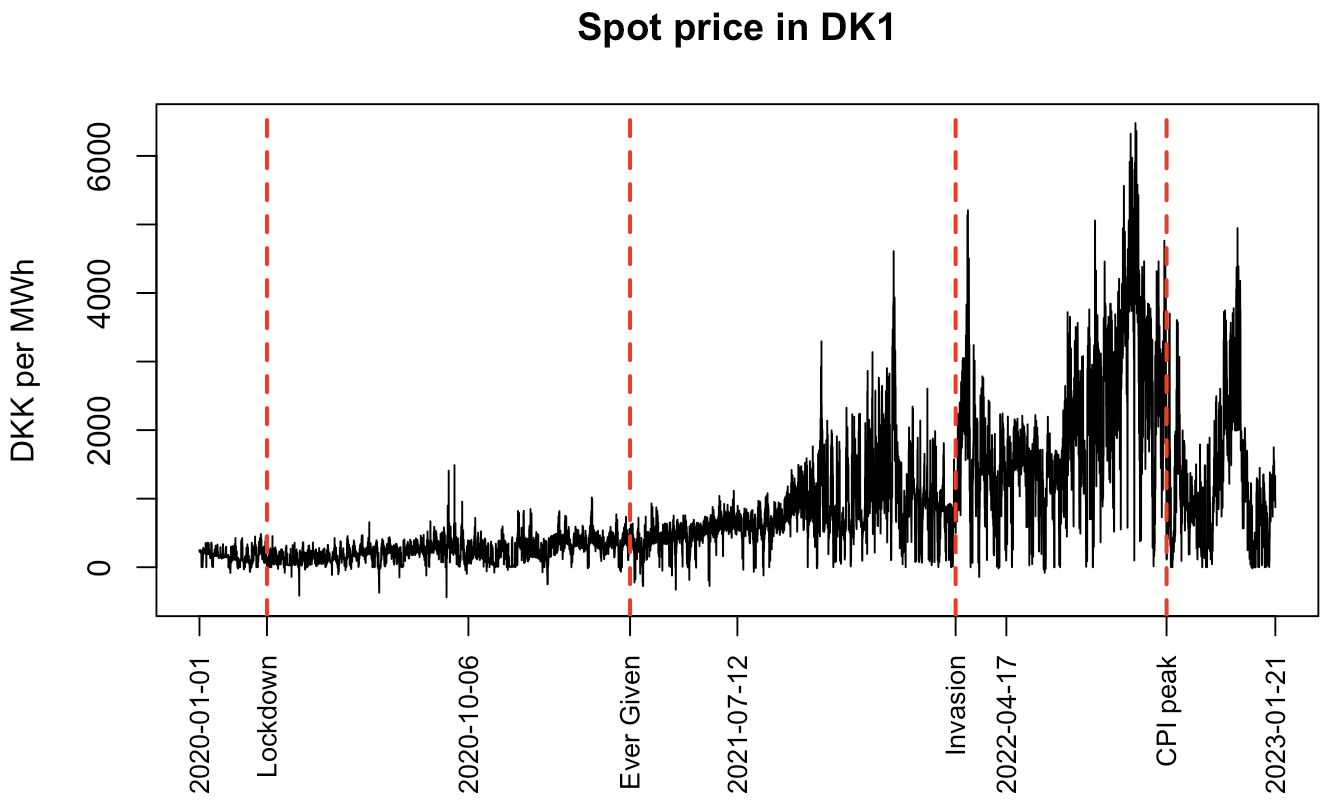 Spot price in DK1
DKK per MWh
6000
4000
2000
0
2020-01-01
Lockdown
2020-10-06
Ever Given
2021-07-12
Invasion
2022-04-17
CPI peak
2023-01-21